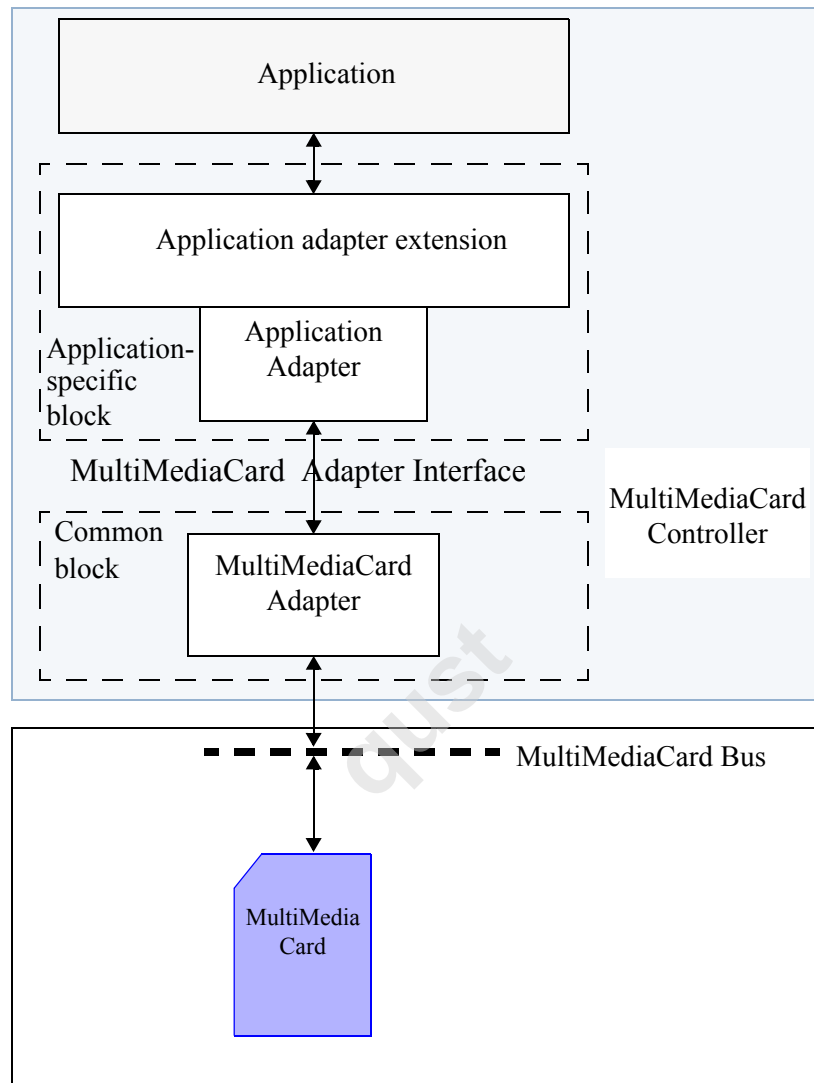 Application
Application adapter extension
Application
Adapter
Application-
specific
block
MultiMediaCard Adapter Interface
MultiMediaCard
Controller
Common
block
MultiMediaCard
Adapter
qust
MultiMediaCard Bus
MultiMedia
Card